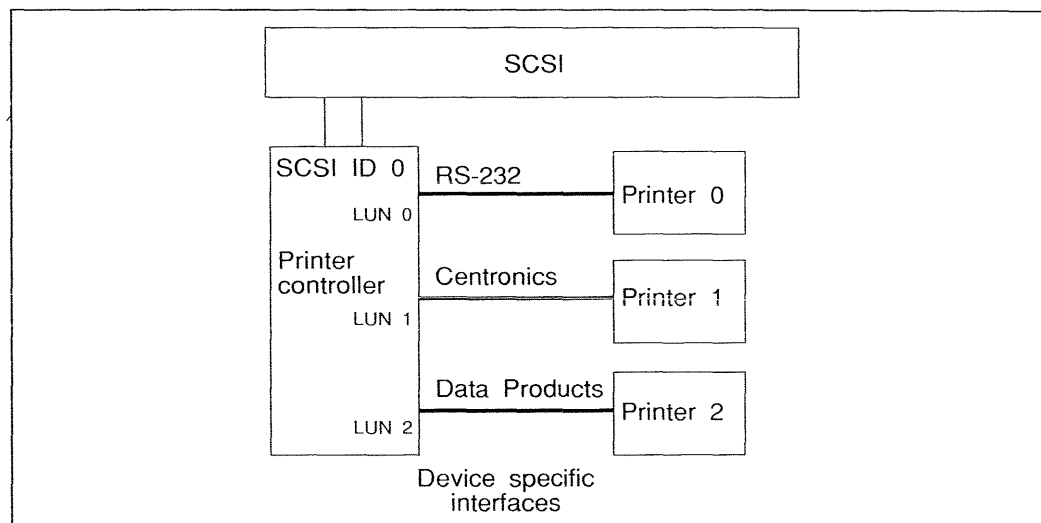 SCSI
SCSI ID 0
RS-232
Printer 0
LUN 0
Printer
controller
Centronics
Printer 1
LUN 1
Data Products
Printer 2
LUN 2
Device specific
interfaces